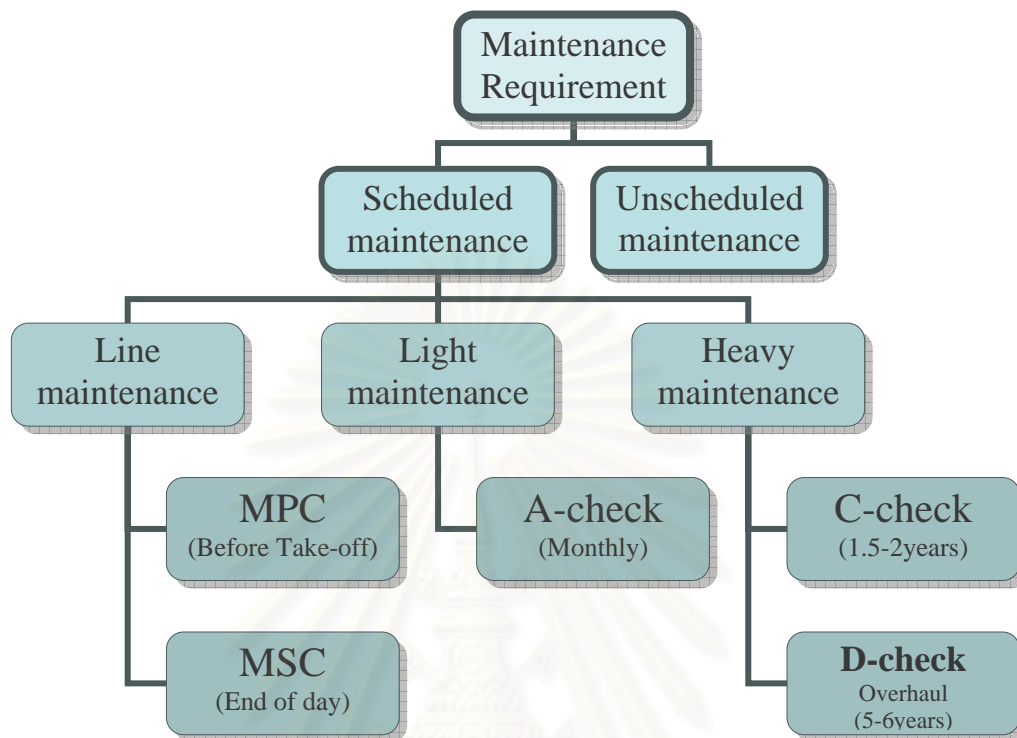 Maintenance
Requirement
Scheduled
maintenance
Unscheduled
maintenance
Line
maintenance
Light
maintenance
Heavy
maintenance
MPC
(Before Take-off)
A-check
(Monthly)
C-check
(1.5-2years)
MSC
(End of day)
D-check
Overhaul
(5-6years)